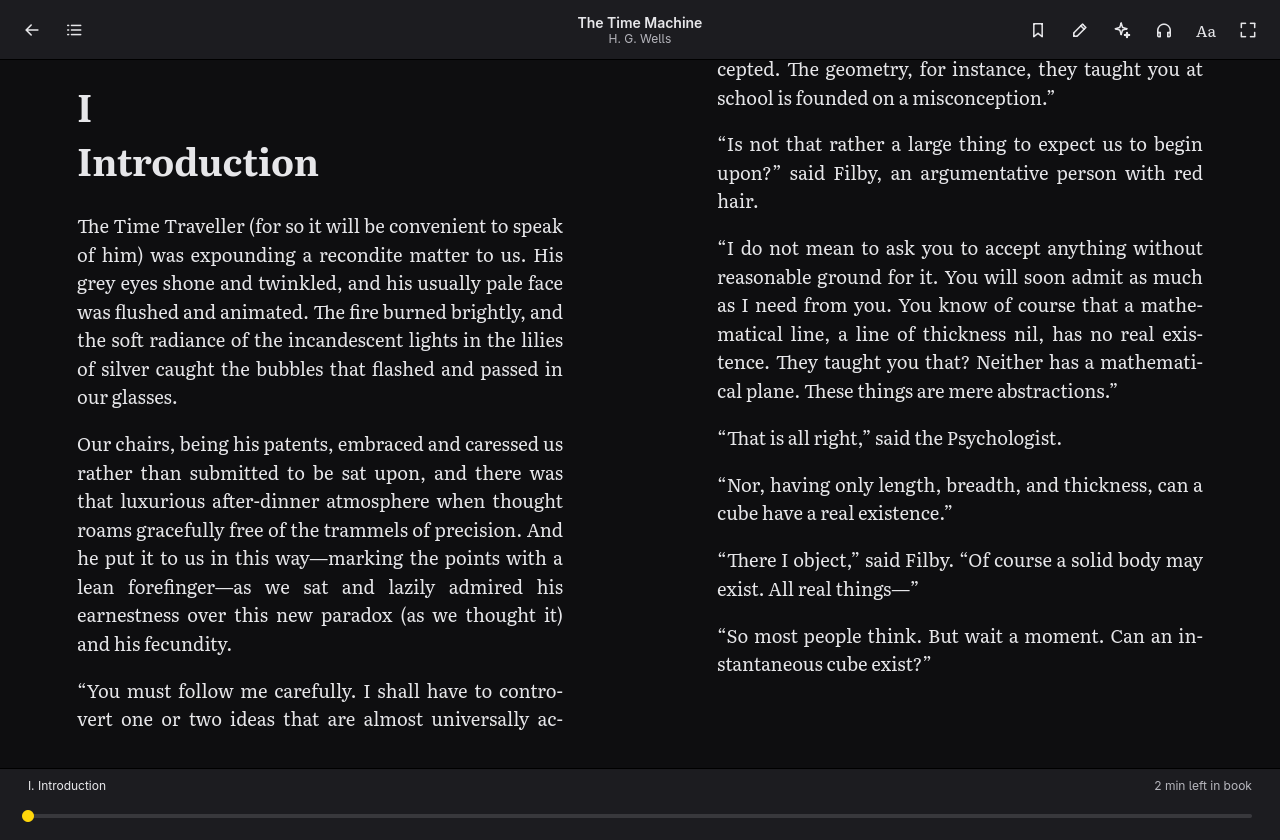 The Time Machine
H. G. Wells
Aa
I
Introduction
The Time Traveller (for so it will be convenient to speak
of him) was expounding a recondite matter to us. His
grey eyes shone and twinkled, and his usually pale face
was flushed and animated. The fire burned brightly, and
the soft radiance of the incandescent lights in the lilies
of silver caught the bubbles that flashed and passed in
our glasses.
Our chairs, being his patents, embraced and caressed us
rather than submitted to be sat upon, and there was
that luxurious after-dinner atmosphere when thought
roams gracefully free of the trammels of precision. And
he put it to us in this way—marking the points with a
lean forefinger—as we sat and lazily admired his
earnestness over this new paradox (as we thought it)
and his fecundity.
“You must follow me carefully. I shall have to contro-
vert one or two ideas that are almost universally ac-
cepted. The geometry, for instance, they taught you at
school is founded on a misconception.”
“Is not that rather a large thing to expect us to begin
upon?” said Filby, an argumentative person with red
hair.
“I do not mean to ask you to accept anything without
reasonable ground for it. You will soon admit as much
as I need from you. You know of course that a mathe-
matical line, a line of thickness nil, has no real exis-
tence. They taught you that? Neither has a mathemati-
cal plane. These things are mere abstractions.”
“That is all right,” said the Psychologist.
“Nor, having only length, breadth, and thickness, can a
cube have a real existence.”
“There I object,” said Filby. “Of course a solid body may
exist. All real things—”
“So most people think. But wait a moment. Can an in-
stantaneous cube exist?”
I. Introduction
2 min left in book